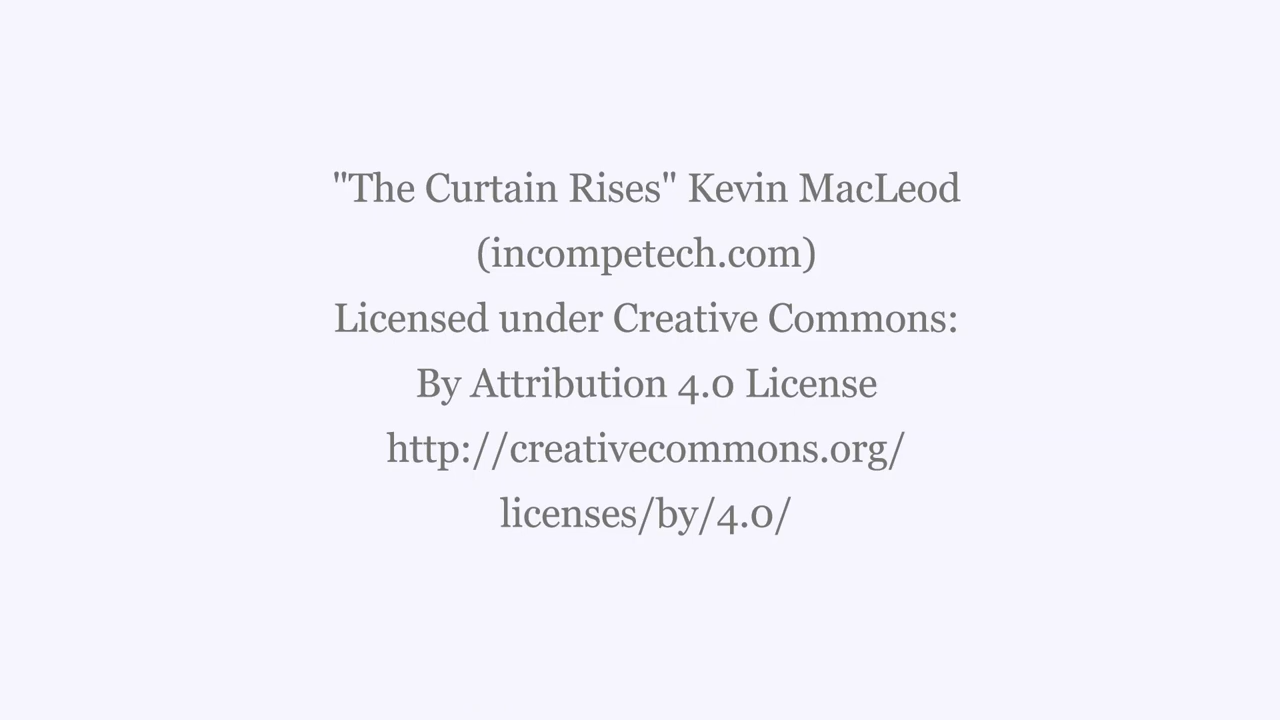 "The Curtain Rises" Kevin MacLeod
(incompetech.com)
Licensed under Creative Commons:
By Attribution 4.0 License
http://creativecommons.org/
licenses/by/4.0/